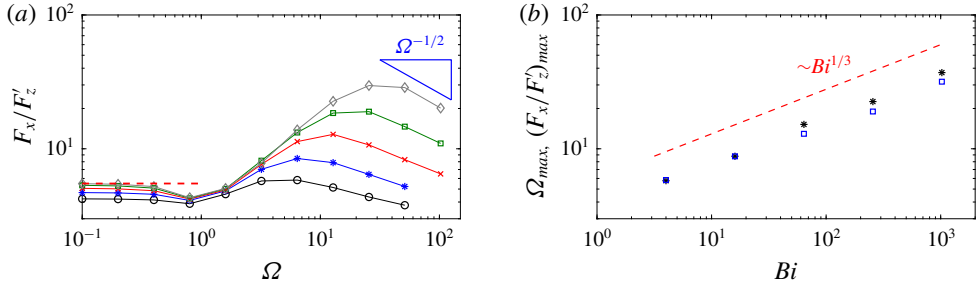 (a)
10²
10¹
F_x/F′_z
Ω^{−1/2}
10⁻¹ 10⁰ 10¹ 10²
Ω
(b)
10²
10¹
Ω_max, (F_x/F′_z)_max
~Bi^{1/3}
10⁰ 10¹ 10² 10³
Bi